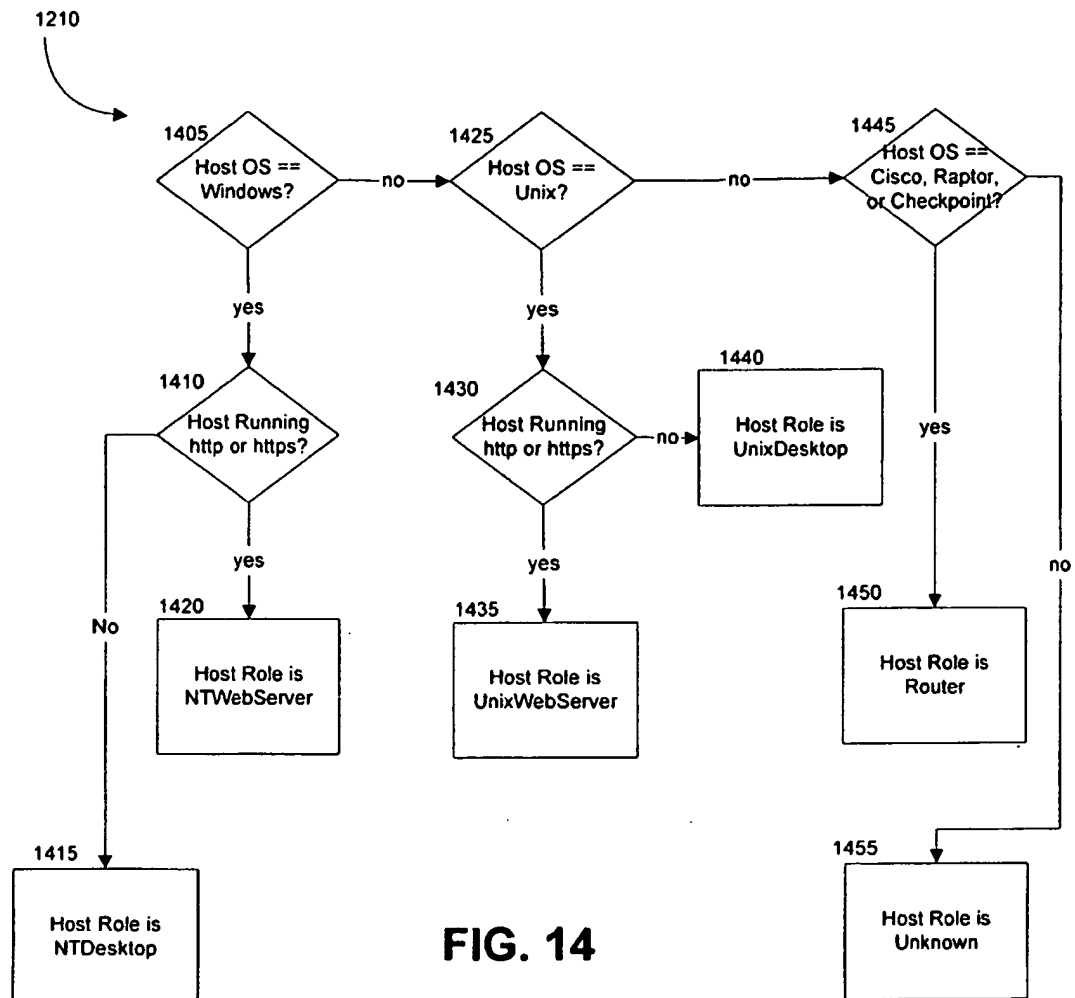 1210
1405
Host OS ==
Windows?
no
1425
Host OS ==
Unix?
no
1445
Host OS ==
Cisco, Raptor,
or Checkpoint?
yes
yes
yes
no
1410
Host Running
http or https?
No
yes
1430
Host Running
http or https?
no
yes
1440
Host Role is
UnixDesktop
1420
Host Role is
NTWebServer
1435
Host Role is
UnixWebServer
1450
Host Role is
Router
1415
Host Role is
NTDesktop
1455
Host Role is
Unknown
FIG. 14